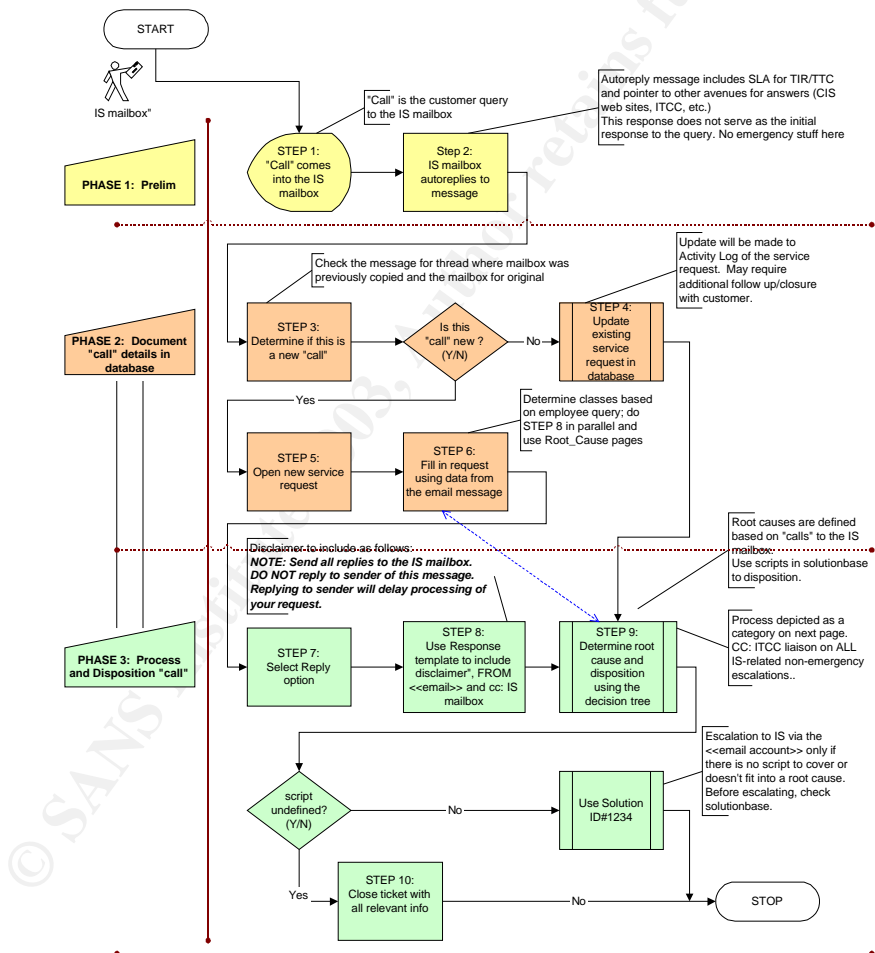 START
IS mailbox"
"Call" is the customer query
to the IS mailbox
Autoreply message includes SLA for TIR/TTC
and pointer to other avenues for answers (CIS
web sites, ITCC, etc.)
This response does not serve as the initial
response to the query. No emergency stuff here
PHASE 1: Prelim
STEP 1:
"Call" comes
into the IS
mailbox
Step 2:
IS mailbox
autoreplies to
message
Check the message for thread where mailbox was
previously copied and the mailbox for original
Update will be made to
Activity Log of the service
request. May require
additional follow up/closure
with customer.
PHASE 2: Document
"call" details in
database
STEP 3:
Determine if this is
a new "call"
Is this
"call" new ?
(Y/N)
No
STEP 4:
Update
existing
service
request in
database
Yes
Determine classes based
on employee query; do
STEP 8 in parallel and
use Root_Cause pages
STEP 5:
Open new service
request
STEP 6:
Fill in request
using data from
the email message
Root causes are defined
based on "calls" to the IS
mailbox.
Use scripts in solutionbase
to disposition.
Disclaimer to include as follows:
NOTE: Send all replies to the IS mailbox.
DO NOT reply to sender of this message.
Replying to sender will delay processing of
your request.
PHASE 3: Process
and Disposition "call"
STEP 7:
Select Reply
option
STEP 8:
Use Response
template to include
disclaimer", FROM
<<email>> and cc: IS
mailbox
STEP 9:
Determine root
cause and
disposition
using the
decision tree
Process depicted as a
category on next page.
CC: ITCC liaison on ALL
IS-related non-emergency
escalations..
script
undefined?
(Y/N)
No
Use Solution
ID#1234
Escalation to IS via the
<<email account>> only if
there is no script to cover or
doesn't fit into a root cause.
Before escalating, check
solutionbase.
Yes
STEP 10:
Close ticket with
all relevant info
No
STOP
© SANS Institute 2003, Author retains fu